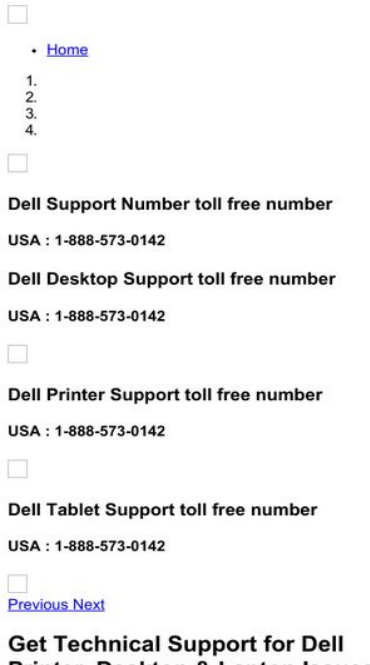 • Home
1.
2.
3.
4.
Dell Support Number toll free number
USA : 1-888-573-0142
Dell Desktop Support toll free number
USA : 1-888-573-0142
Dell Printer Support toll free number
USA : 1-888-573-0142
Dell Tablet Support toll free number
USA : 1-888-573-0142
Previous Next
Get Technical Support for Dell
Printer, Desktop & Laptop Issues